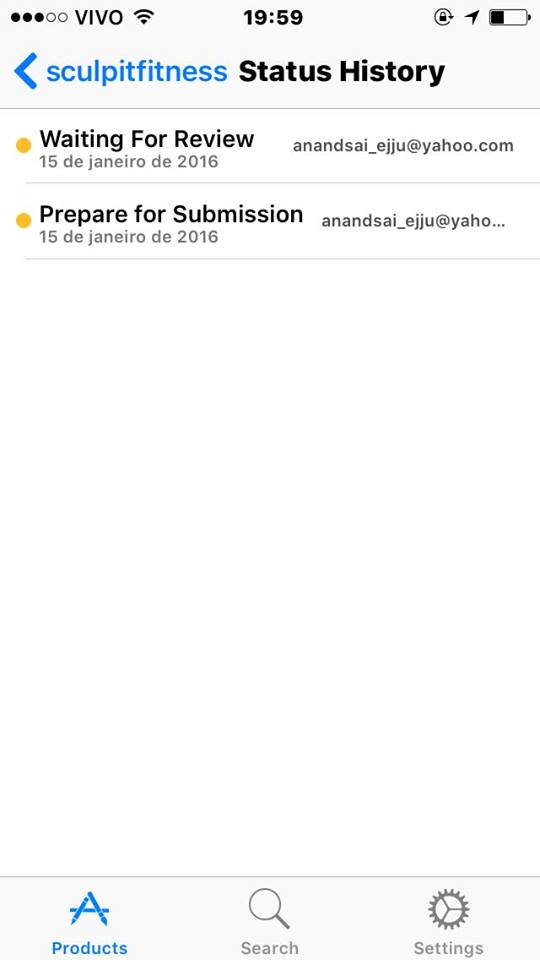 VIVO 19:59
sculpitfitness Status History
Waiting For Review anandsai_ejju@yahoo.com
15 de janeiro de 2016
Prepare for Submission anandsai_ejju@yaho...
15 de janeiro de 2016
Products Search Settings